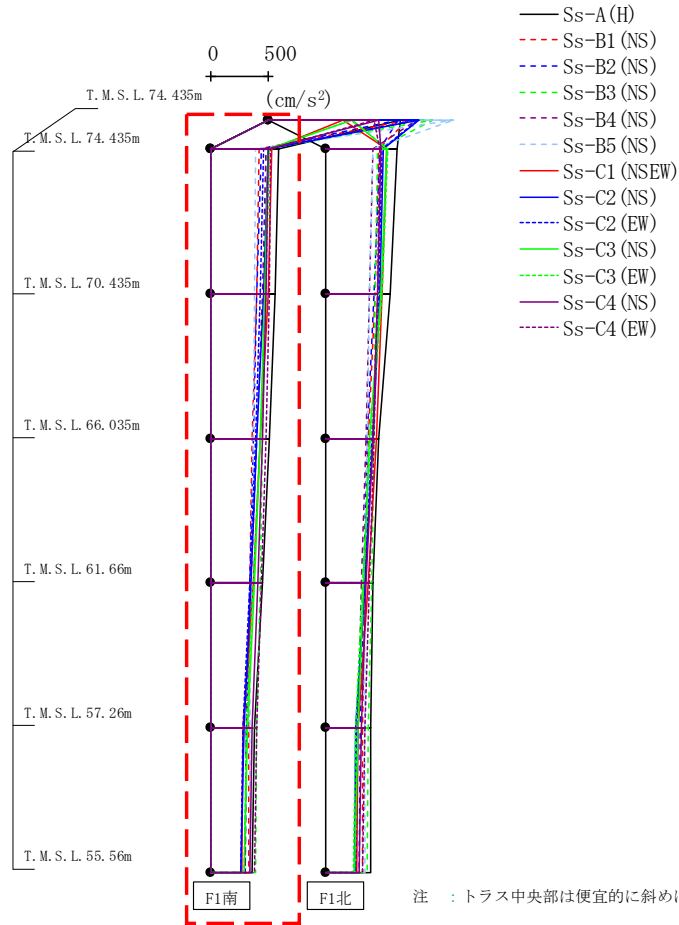 Ss-A(H)
Ss-B1(NS)
Ss-B2(NS)
Ss-B3(NS)
Ss-B4(NS)
Ss-B5(NS)
Ss-C1(NSEW)
Ss-C2(NS)
Ss-C2(EW)
Ss-C3(NS)
Ss-C3(EW)
Ss-C4(NS)
Ss-C4(EW)
0 500
(cm/s²)
T.M.S.L.74.435m
T.M.S.L.74.435m
T.M.S.L.70.435m
T.M.S.L.66.035m
T.M.S.L.61.66m
T.M.S.L.57.26m
T.M.S.L.55.56m
F1南 F1北
注 :トラス中央部は便宜的に斜め